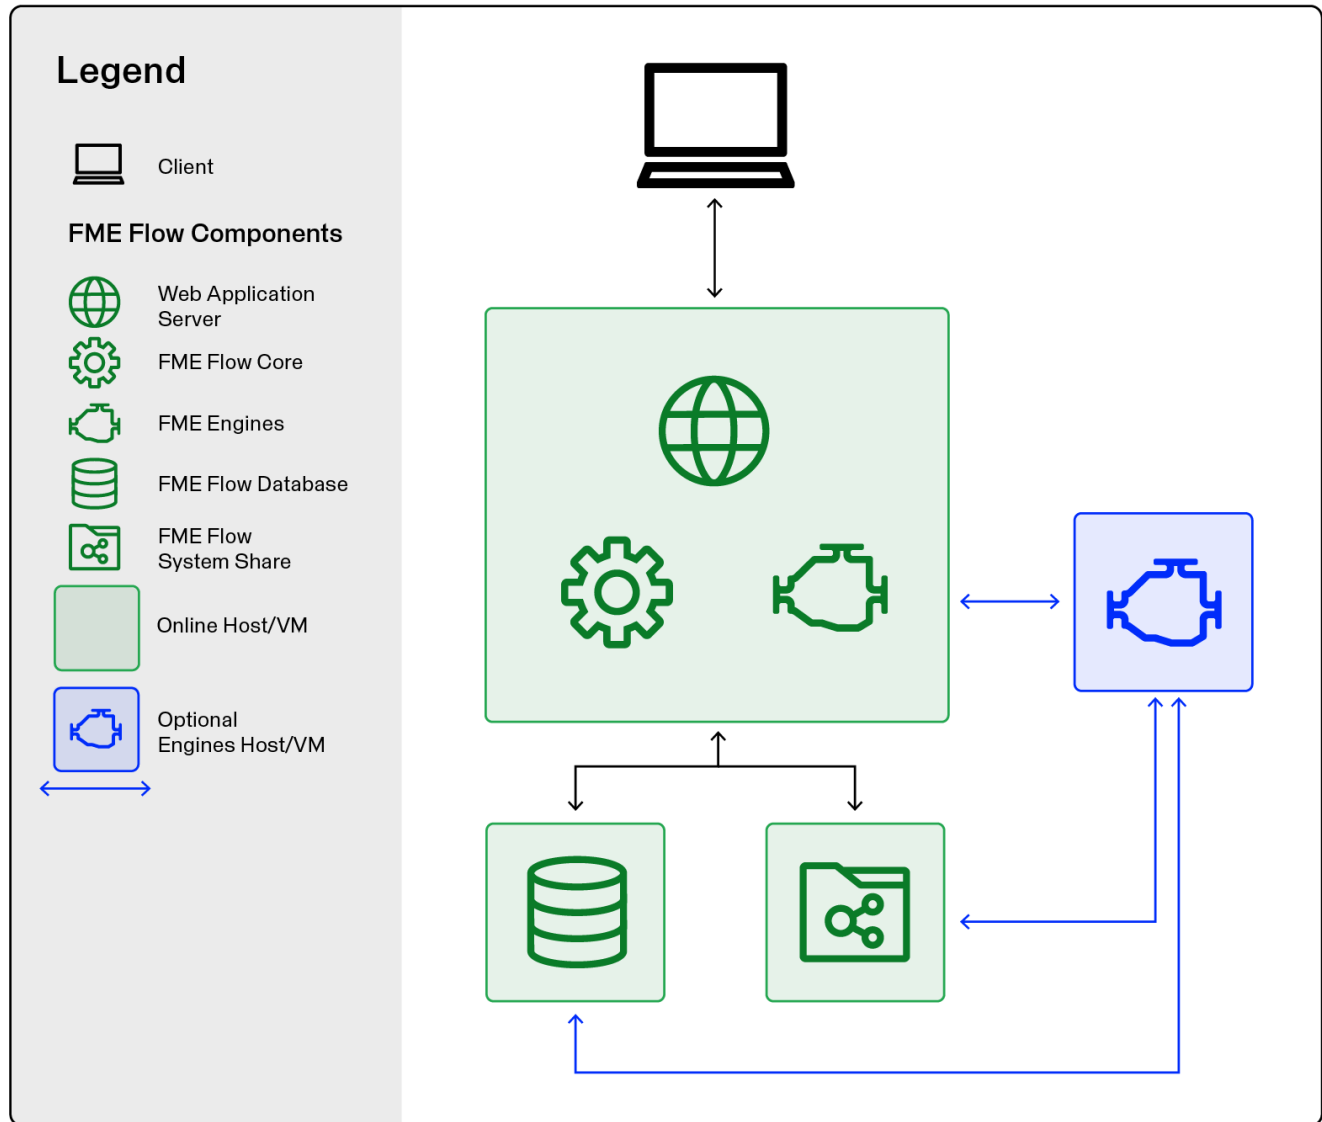 Legend
Client
FME Flow Components
Web Application
Server
FME Flow Core
FME Engines
FME Flow Database
FME Flow
System Share
Online Host/VM
Optional
Engines Host/VM